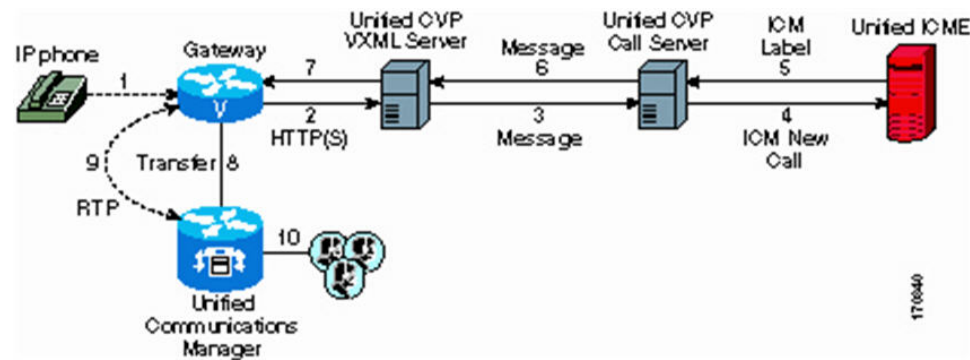 Unified CVP
VXML Server
Unified CVP
Call Server
ICM
Label
Unified ICME
IP phone
Gateway
Message
1
7
6
5
V
2
HTTP(S)
3
Message
4
ICM New
Call
9
Transfer 8
RTP
10
Unified
Communications
Manager
170840